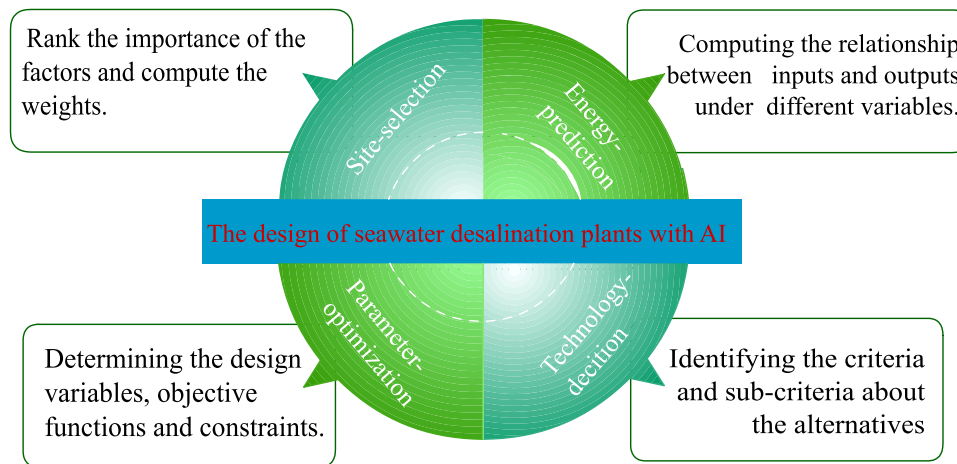 Rank the importance of the
factors and compute the
weights.
Computing the relationship
between inputs and outputs
under different variables.
Site-selection
Energy-
prediction
The design of seawater desalination plants with AI
Parameter-
optimization
Technology-
decition
Determining the design
variables, objective
functions and constraints.
Identifying the criteria
and sub-criteria about
the alternatives